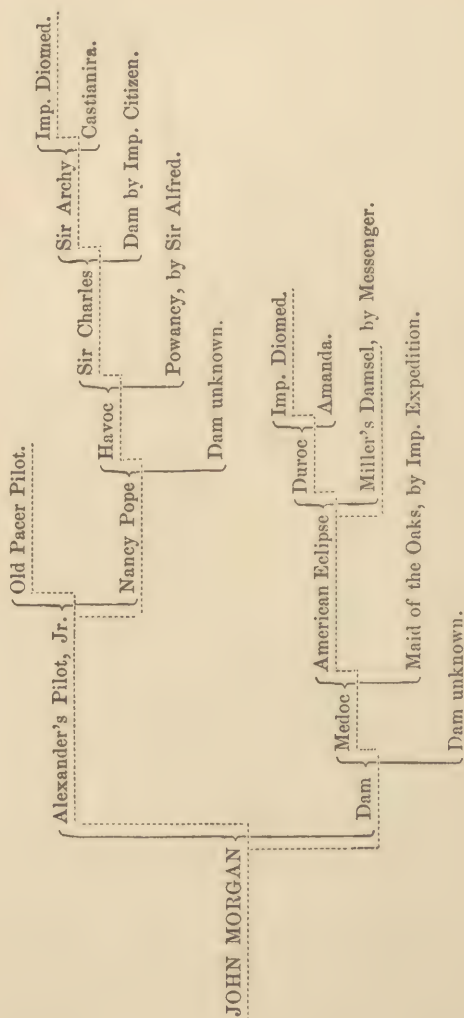 JOHN MORGAN
Alexander's Pilot, Jr.
Old Pacer Pilot.
Nancy Pope
Havoc
Sir Charles
Sir Archy
Imp. Diomed.
Castianira.
Dam by Imp. Citizen.
Powancy, by Sir Alfred.
Dam unknown.
Dam
Medoc
American Eclipse
Duroc
Imp. Diomed.
Amanda.
Miller's Damsel, by Messenger.
Maid of the Oaks, by Imp. Expedition.
Dam unknown.